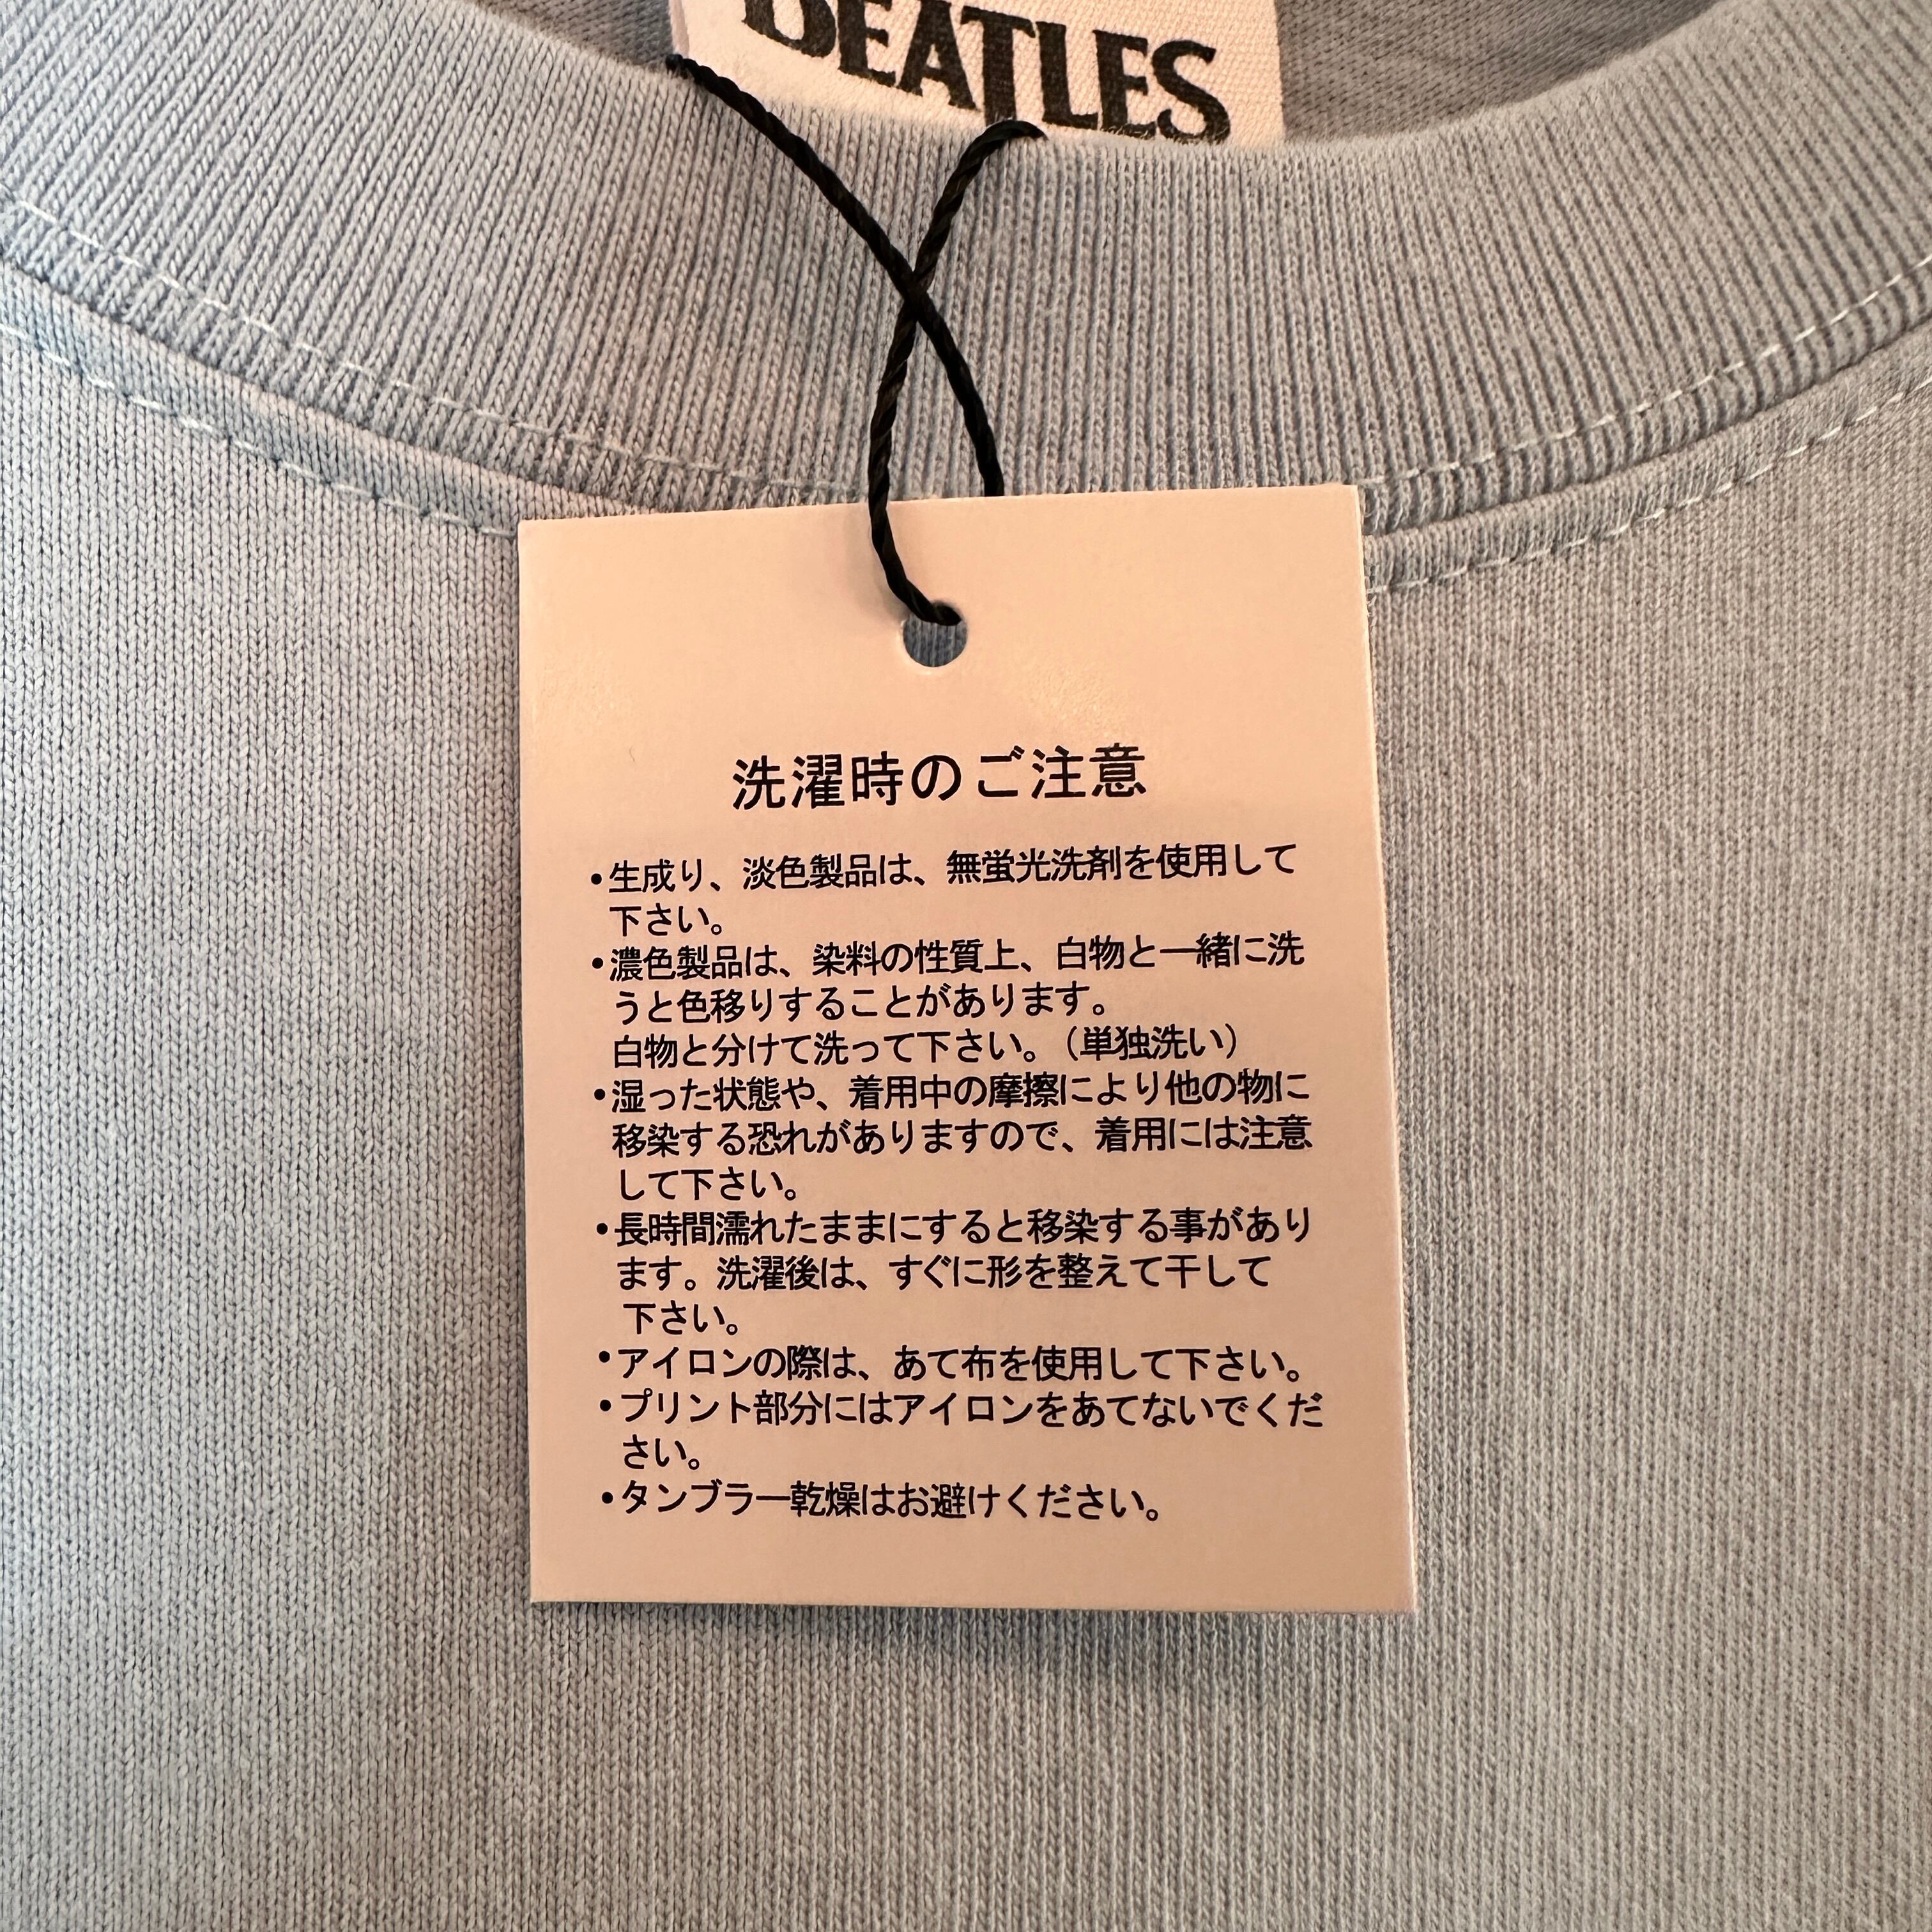 BEATLES
洗濯時のご注意
•生成り、淡色製品は、無蛍光洗剤を使用して
下さい。
•濃色製品は、染料の性質上、白物と一緒に洗
うと色移りすることがあります。
白物と分けて洗って下さい。（単独洗い）
•湿った状態や、着用中の摩擦により他の物に
移染する恐れがありますので、着用には注意
して下さい。
•長時間濡れたままにすると移染する事があり
ます。洗濯後は、すぐに形を整えて干して
下さい。
•アイロンの際は、あて布を使用して下さい。
•プリント部分にはアイロンをあてないでくだ
さい。
•タンブラー乾燥はお避けください。